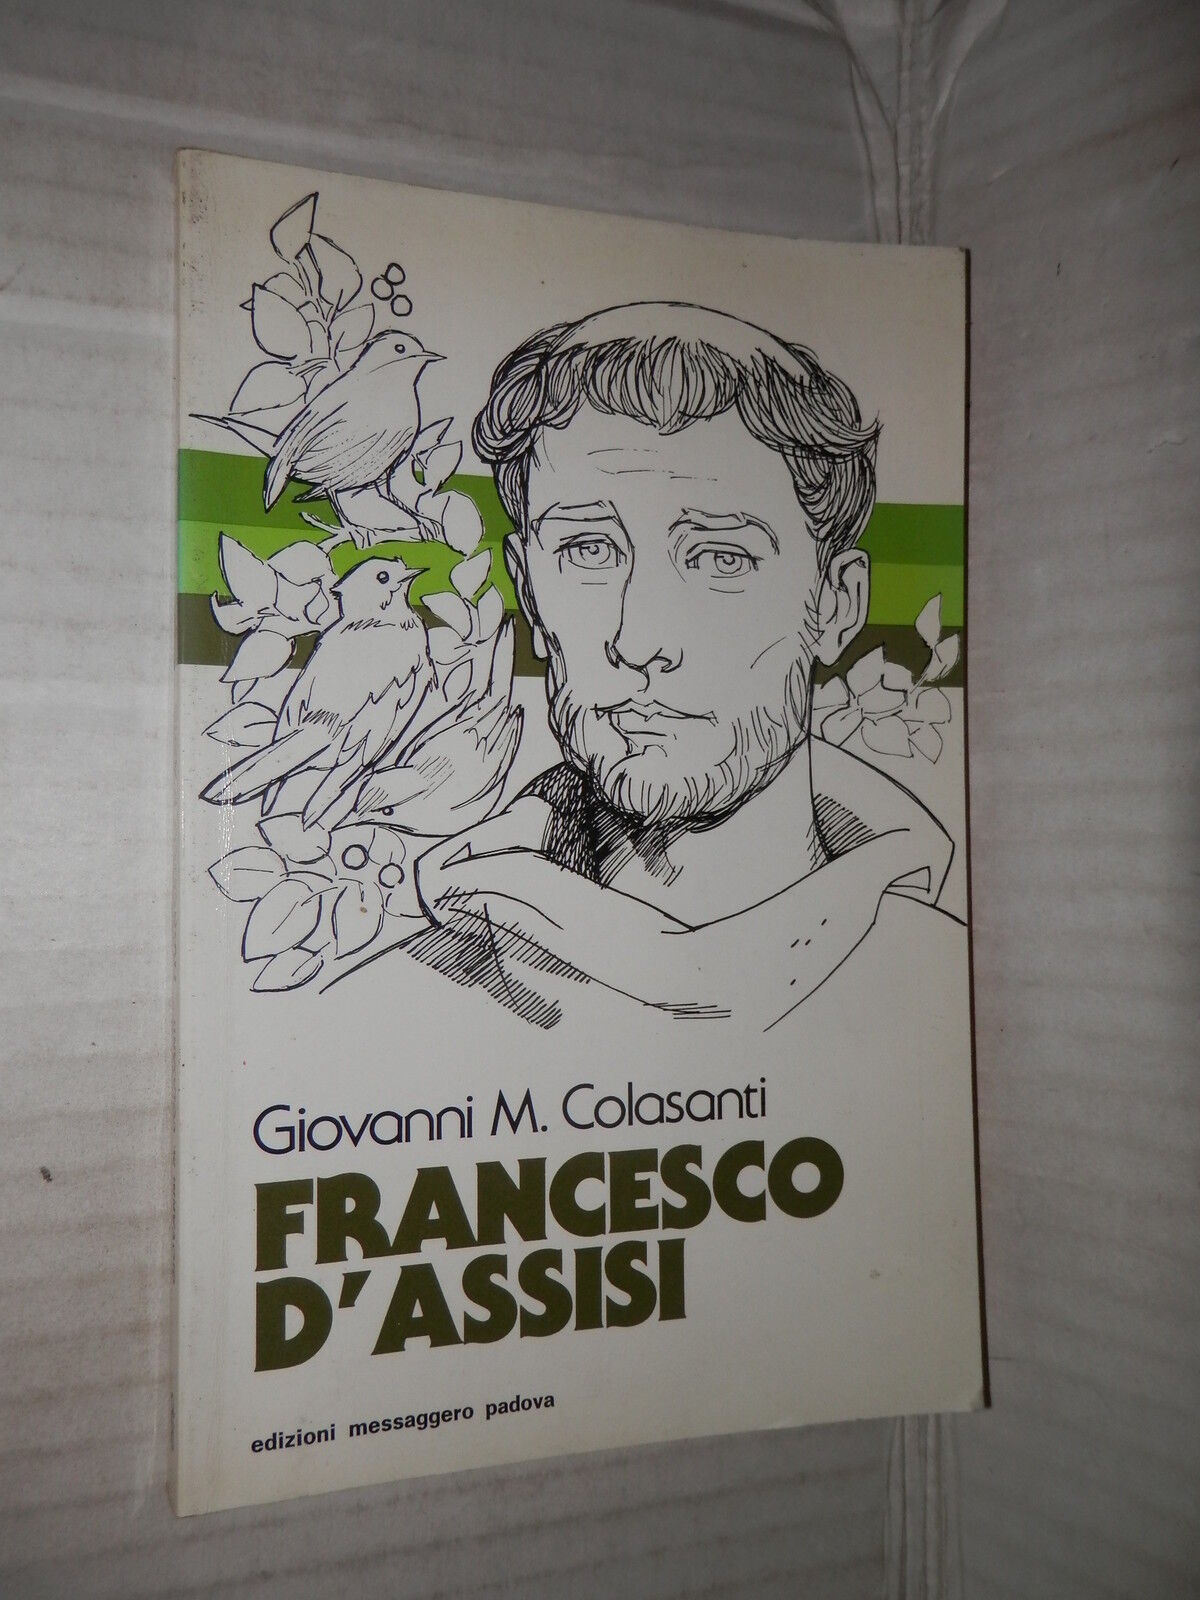 Giovanni M. Colasanti
FRANCESCO
D'ASSISI
edizioni messaggero padova